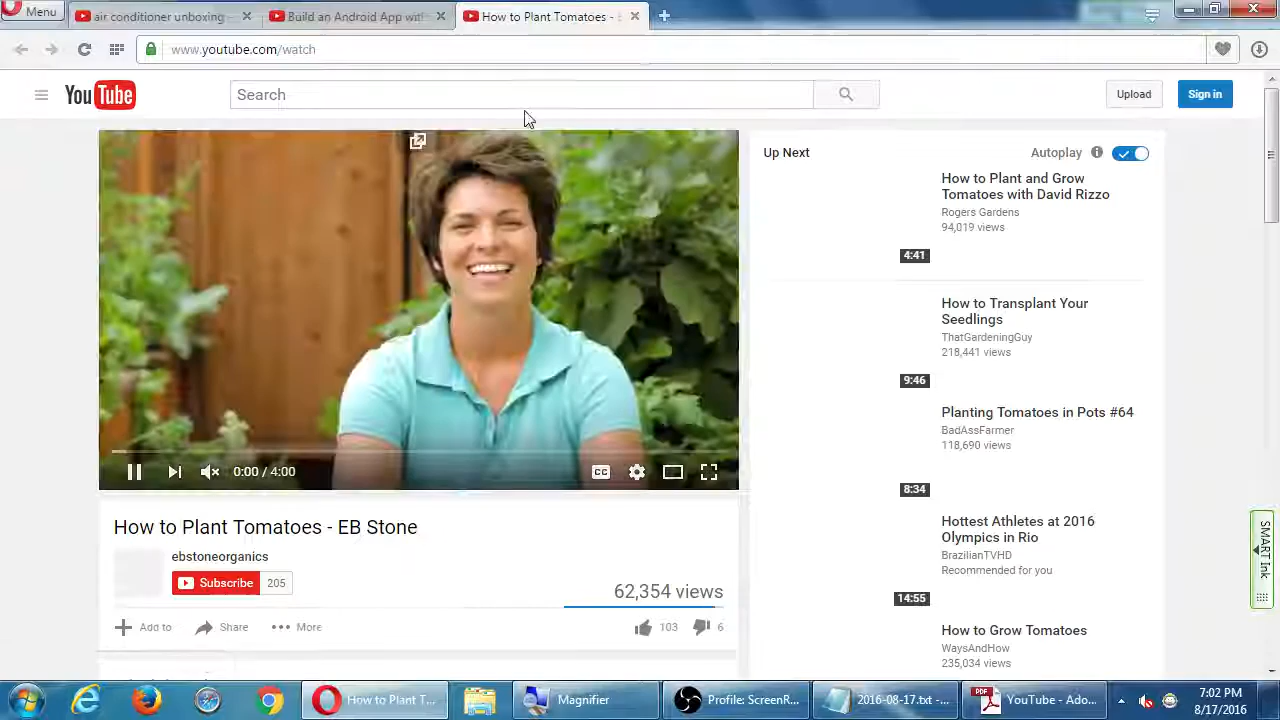 Menu
air conditioner unboxing
Build an Android App with
How to Plant Tomatoes -
www.youtube.com/watch
YouTube
Search
Upload
Sign in
Up Next
Autoplay
How to Plant and Grow
Tomatoes with David Rizzo
Rogers Gardens
94,019 views
4:41
How to Transplant Your
Seedlings
ThatGardeningGuy
218,441 views
9:46
Planting Tomatoes in Pots #64
BadAssFarmer
118,690 views
8:34
Hottest Athletes at 2016
Olympics in Rio
BrazilianTVHD
Recommended for you
14:55
How to Grow Tomatoes
WaysAndHow
235,034 views
0:00 / 4:00
CC
How to Plant Tomatoes - EB Stone
ebstoneorganics
Subscribe 205
62,354 views
Add to
Share
More
103
6
SMART Ink
How to Plant T...
Magnifier
Profile: ScreenR...
2016-08-17.txt -...
PDF
YouTube - Ado...
7:02 PM
8/17/2016